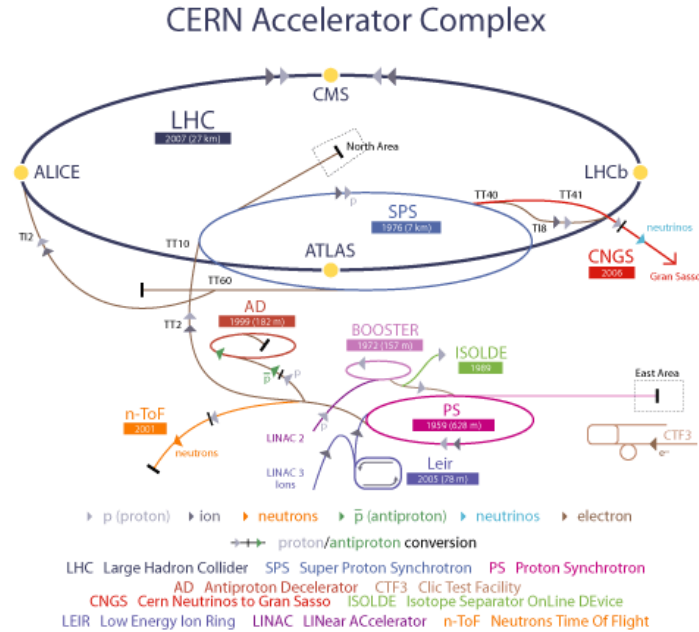 CERN Accelerator Complex
CMS
LHC
2007 (27 km)
North Area
ALICE
LHCb
TT40
TT41
p
SPS
1976 (7 km)
TI2
TI8
neutrinos
TT10
ATLAS
CNGS
2006
Gran Sasso
TT60
AD
1999 (182 m)
TT2
BOOSTER
1972 (157 m)
ISOLDE
1989
East Area
p̅
p
n-ToF
2001
p
PS
1959 (628 m)
LINAC 2
CTF3
e⁻
neutrons
LINAC 3
Ions
Leir
2005 (78 m)
p (proton) ion neutrons p̅ (antiproton) neutrinos electron
proton/antiproton conversion
LHC Large Hadron Collider SPS Super Proton Synchrotron PS Proton Synchrotron
AD Antiproton Decelerator CTF3 Clic Test Facility
CNGS Cern Neutrinos to Gran Sasso ISOLDE Isotope Separator OnLine DEvice
LEIR Low Energy Ion Ring LINAC LINear ACcelerator n-ToF Neutrons Time Of Flight